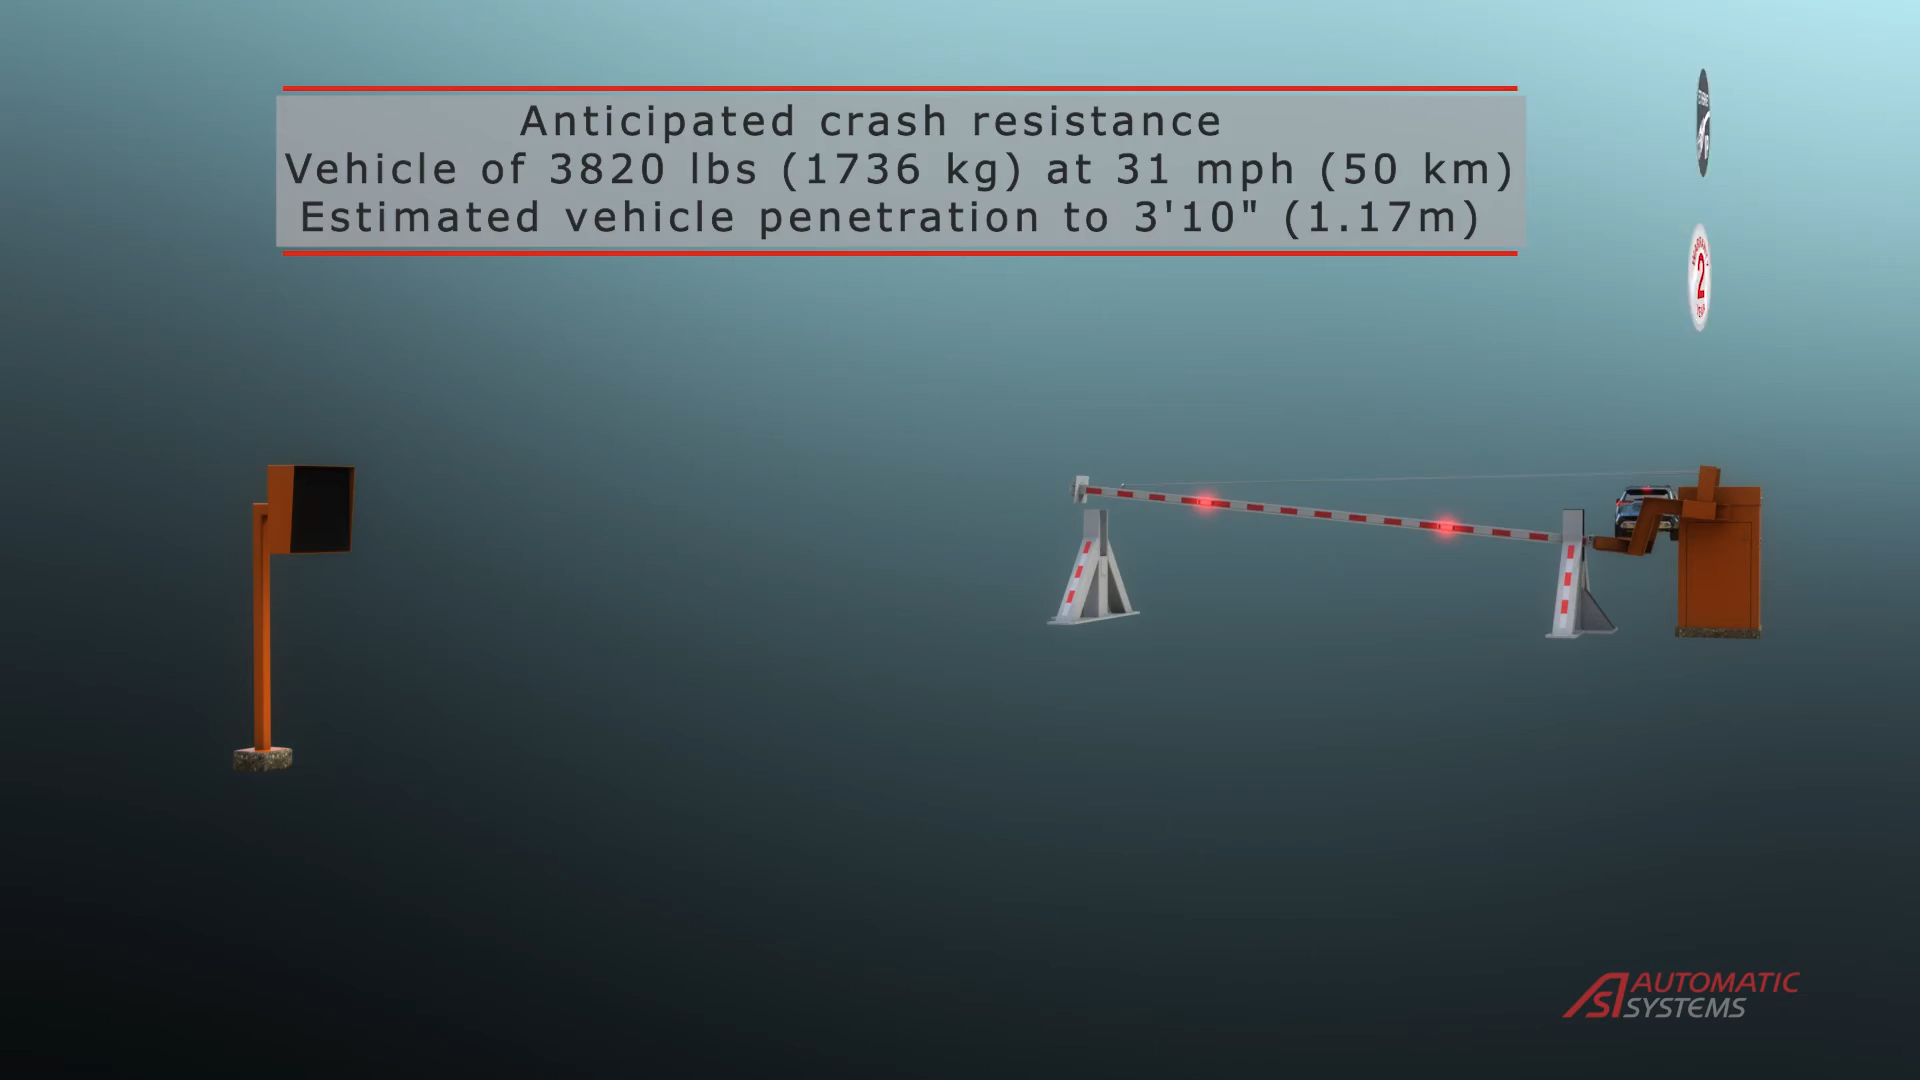 Anticipated crash resistance
Vehicle of 3820 lbs (1736 kg) at 31 mph (50 km)
Estimated vehicle penetration to 3'10" (1.17m)
2
AUTOMATIC
SYSTEMS